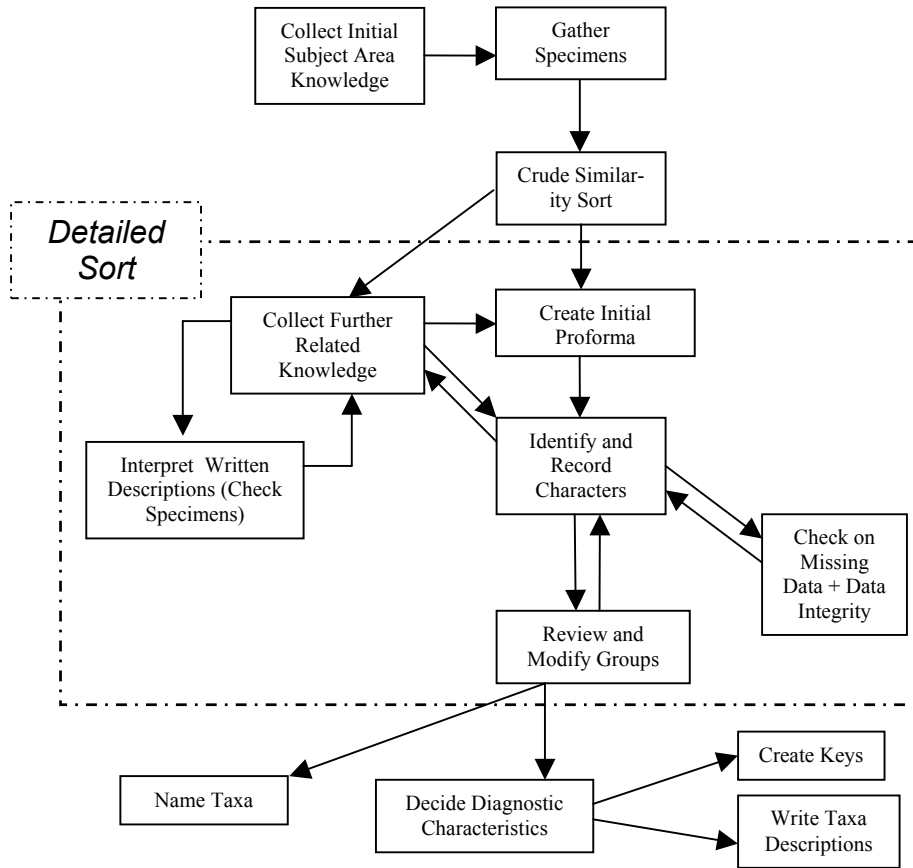 Collect Initial
Subject Area
Knowledge
Gather
Specimens
Crude Similar-
ity Sort
Detailed
Sort
Collect Further
Related
Knowledge
Create Initial
Proforma
Interpret Written
Descriptions (Check
Specimens)
Identify and
Record
Characters
Check on
Missing
Data + Data
Integrity
Review and
Modify Groups
Name Taxa
Decide Diagnostic
Characteristics
Create Keys
Write Taxa
Descriptions